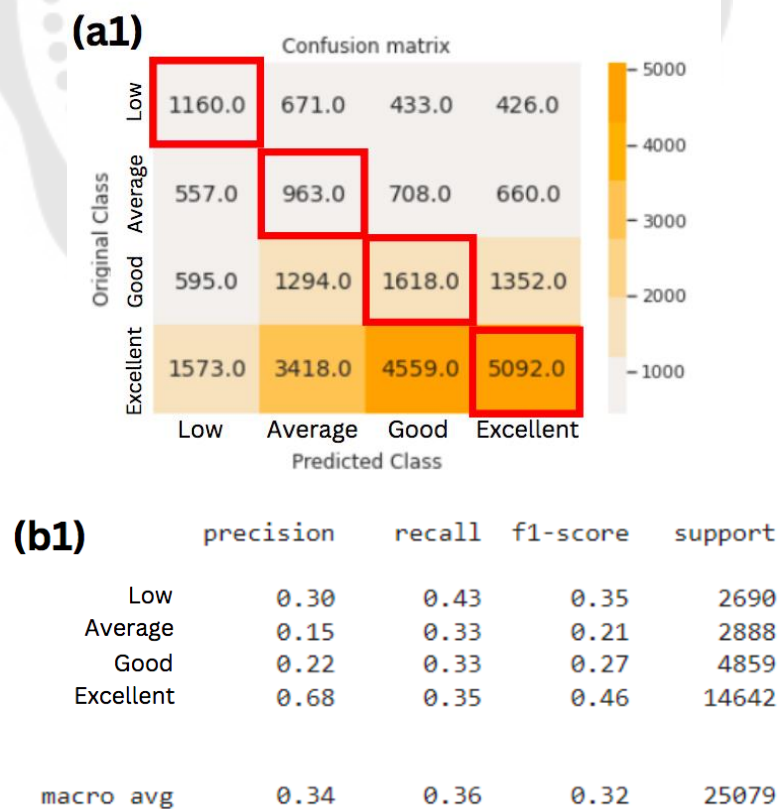 (a1)
Confusion matrix
Original Class
Low 1160.0 671.0 433.0 426.0
Average 557.0 963.0 708.0 660.0
Good 595.0 1294.0 1618.0 1352.0
Excellent 1573.0 3418.0 4559.0 5092.0
Low Average Good Excellent
Predicted Class
5000
4000
3000
2000
1000
(b1)
precision recall f1-score support
Low 0.30 0.43 0.35 2690
Average 0.15 0.33 0.21 2888
Good 0.22 0.33 0.27 4859
Excellent 0.68 0.35 0.46 14642
macro avg 0.34 0.36 0.32 25079